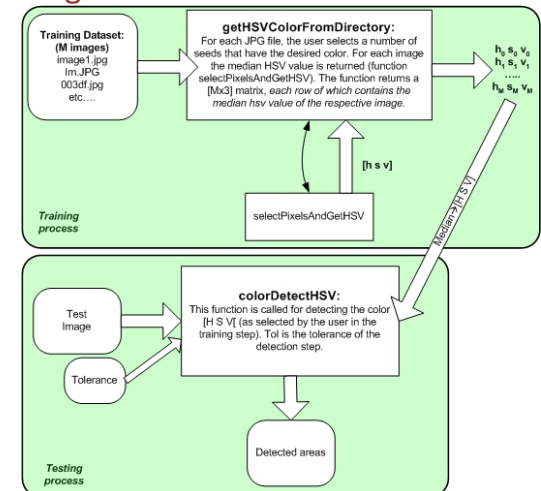 Training Dataset:
(M images)
image1.jpg
Im.JPG
003df.jpg
etc....
getHSVColorFromDirectory:
For each JPG file, the user selects a number of
seeds that have the desired color. For each image
the median HSV value is returned (function
selectPixelsAndGetHSV). The function returns a
[Mx3] matrix, each row of which contains the
median hsv value of the respective image.
h0 s0 v0
h1 s1 v1
.....
hM sM vM
[h s v]
selectPixelsAndGetHSV
Training
process
Median→[H S V]
colorDetectHSV:
This function is called for detecting the color
[H S V[ (as selected by the user in the
training step). Tol is the tolerance of the
detection step.
Test
Image
Tolerance
Detected areas
Testing
process